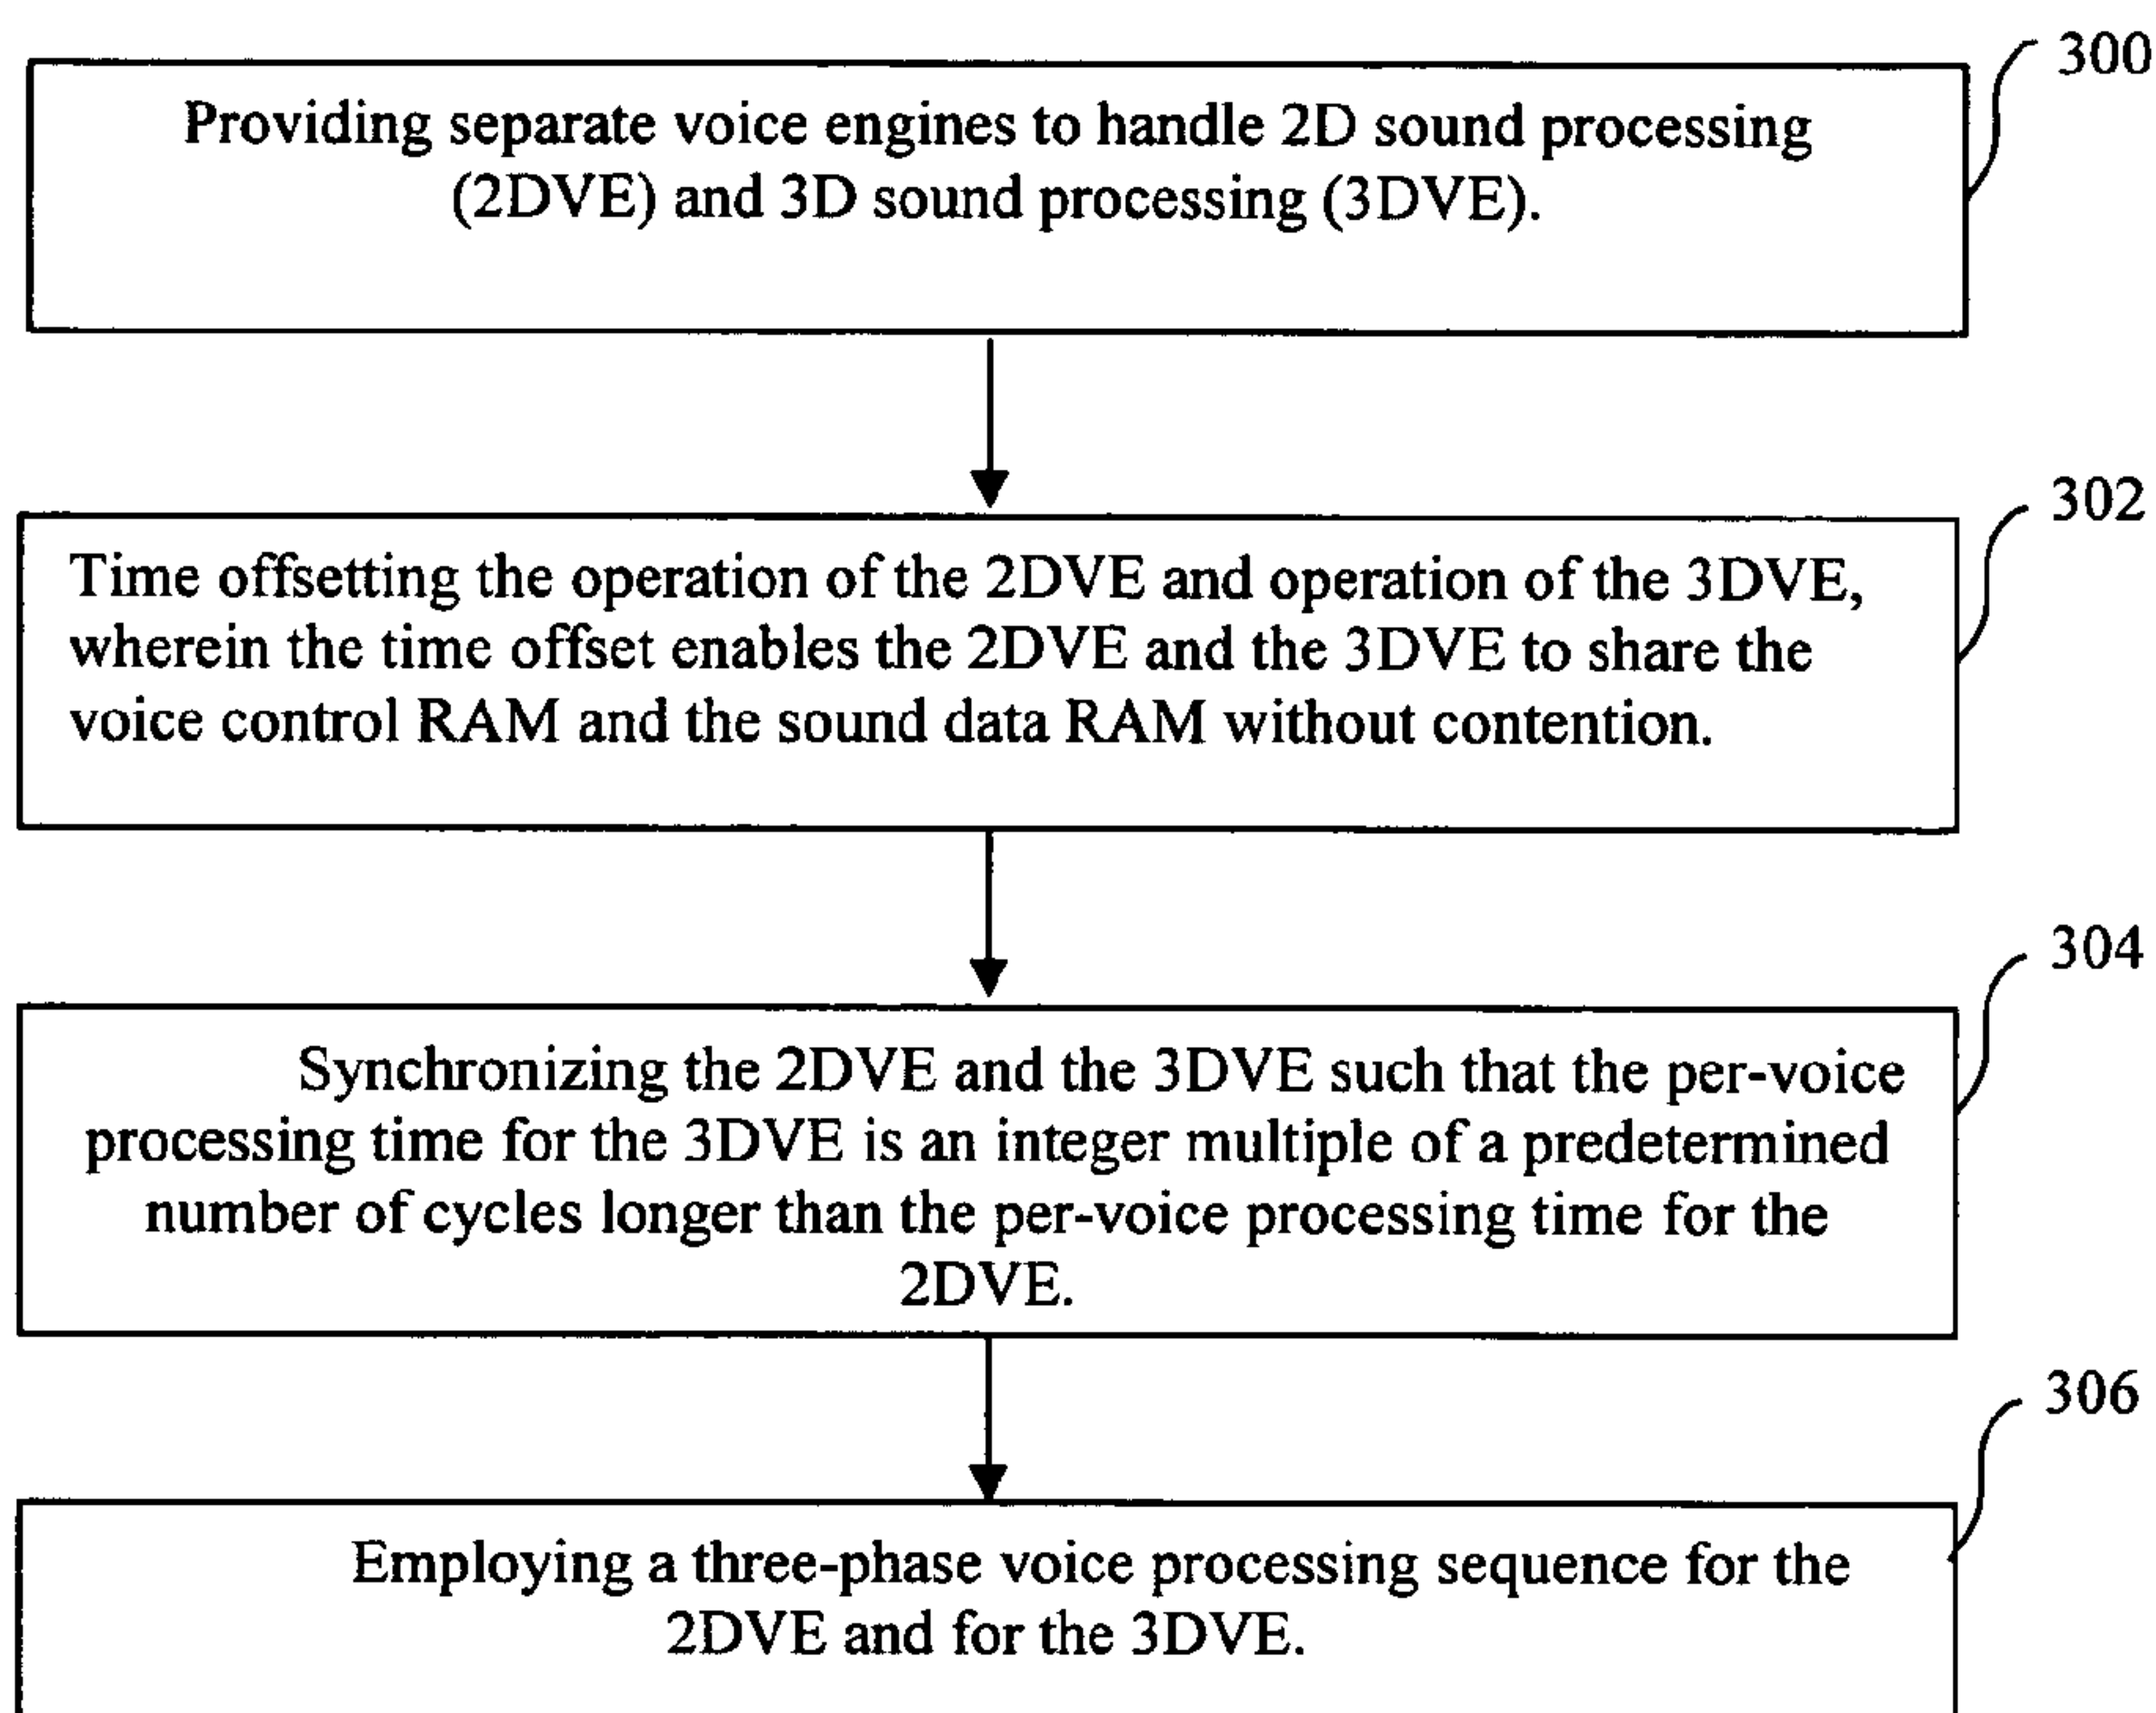 300
Providing separate voice engines to handle 2D sound processing
(2DVE) and 3D sound processing (3DVE).
302
Time offsetting the operation of the 2DVE and operation of the 3DVE,
wherein the time offset enables the 2DVE and the 3DVE to share the
voice control RAM and the sound data RAM without contention.
304
Synchronizing the 2DVE and the 3DVE such that the per-voice
processing time for the 3DVE is an integer multiple of a predetermined
number of cycles longer than the per-voice processing time for the
2DVE.
306
Employing a three-phase voice processing sequence for the
2DVE and for the 3DVE.